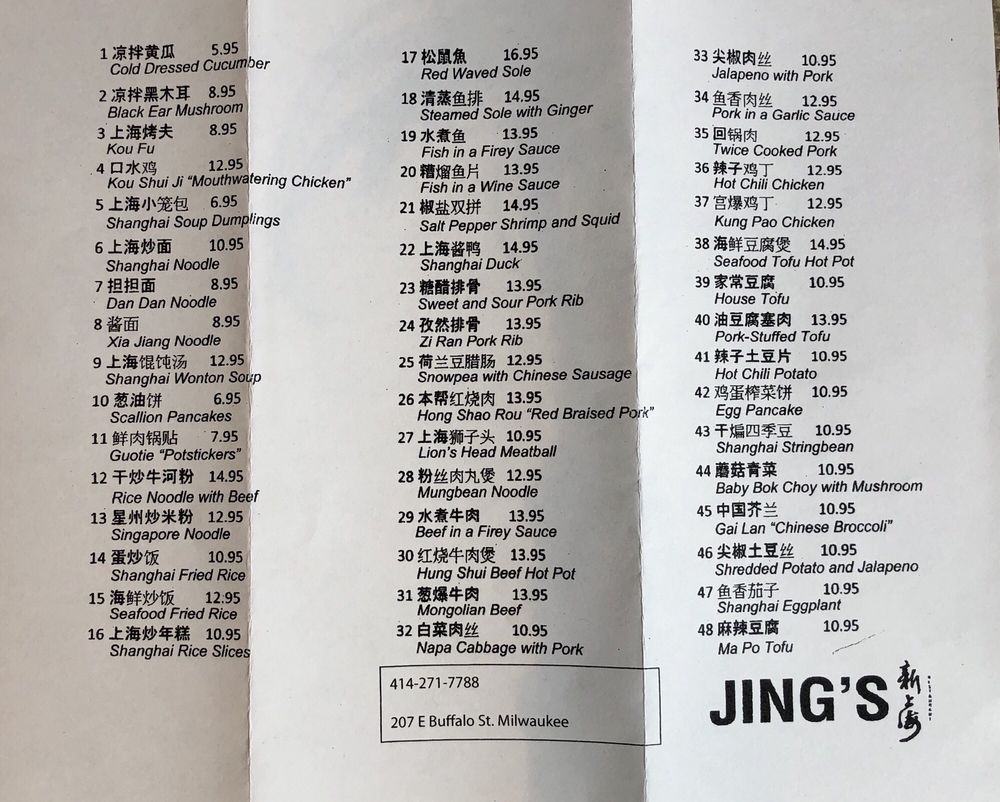 1 凉拌黄瓜 5.95
Cold Dressed Cucumber
2 凉拌黑木耳 8.95
Black Ear Mushroom
3 上海烤夫 8.95
Kou Fu
4 口水鸡 12.95
Kou Shui Ji “Mouthwatering Chicken”
5 上海小笼包 6.95
Shanghai Soup Dumplings
6 上海炒面 10.95
Shanghai Noodle
7 担担面 8.95
Dan Dan Noodle
8 酱面 8.95
Xia Jiang Noodle
9 上海馄饨汤 12.95
Shanghai Wonton Soup
10 葱油饼 6.95
Scallion Pancakes
11 鲜肉锅贴 7.95
Guotie “Potstickers”
12 干炒牛河粉 14.95
Rice Noodle with Beef
13 星州炒米粉 12.95
Singapore Noodle
14 蛋炒饭 10.95
Shanghai Fried Rice
15 海鲜炒饭 12.95
Seafood Fried Rice
16 上海炒年糕 10.95
Shanghai Rice Slices
17 松鼠魚 16.95
Red Waved Sole
18 清蒸鱼排 14.95
Steamed Sole with Ginger
19 水煮鱼 13.95
Fish in a Firey Sauce
20 糟熘鱼片 13.95
Fish in a Wine Sauce
21 椒盐双拼 14.95
Salt Pepper Shrimp and Squid
22 上海酱鸭 14.95
Shanghai Duck
23 糖醋排骨 13.95
Sweet and Sour Pork Rib
24 孜然排骨 13.95
Zi Ran Pork Rib
25 荷兰豆腊肠 12.95
Snowpea with Chinese Sausage
26 本帮红烧肉 13.95
Hong Shao Rou “Red Braised Pork”
27 上海狮子头 10.95
Lion’s Head Meatball
28 粉丝肉丸煲 12.95
Mungbean Noodle
29 水煮牛肉 13.95
Beef in a Firey Sauce
30 红烧牛肉煲 13.95
Hung Shui Beef Hot Pot
31 葱爆牛肉 13.95
Mongolian Beef
32 白菜肉丝 10.95
Napa Cabbage with Pork
414-271-7788
207 E Buffalo St. Milwaukee
33 尖椒肉丝 10.95
Jalapeno with Pork
34 鱼香肉丝 12.95
Pork in a Garlic Sauce
35 回锅肉 12.95
Twice Cooked Pork
36 辣子鸡丁 12.95
Hot Chili Chicken
37 宫爆鸡丁 12.95
Kung Pao Chicken
38 海鲜豆腐煲 14.95
Seafood Tofu Hot Pot
39 家常豆腐 10.95
House Tofu
40 油豆腐塞肉 13.95
Pork-Stuffed Tofu
41 辣子土豆片 10.95
Hot Chili Potato
42 鸡蛋榨菜饼 10.95
Egg Pancake
43 干煸四季豆 10.95
Shanghai Stringbean
44 蘑菇青菜 10.95
Baby Bok Choy with Mushroom
45 中国芥兰 10.95
Gai Lan “Chinese Broccoli”
46 尖椒土豆丝 10.95
Shredded Potato and Jalapeno
47 鱼香茄子 10.95
Shanghai Eggplant
48 麻辣豆腐 10.95
Ma Po Tofu
JING’S
新上海
RESTAURANT